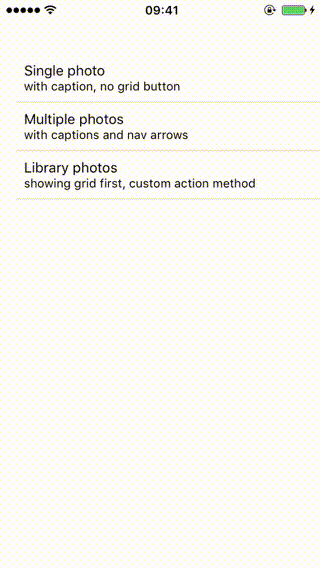 09:41
Single photo
with caption, no grid button
Multiple photos
with captions and nav arrows
Library photos
showing grid first, custom action method